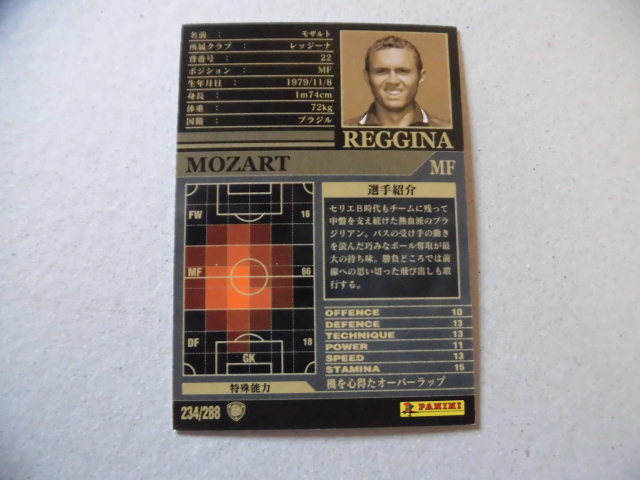 名前 : モザルト
所属クラブ : レッジーナ
背番号 : 22
ポジション : MF
生年月日 : 1979/11/8
身長 : 1m74cm
体重 : 72kg
国籍 : ブラジル
REGGINA
MOZART MF
FW 16
MF 66
DF 18
GK
選手紹介
セリエB時代もチームに残って
中盤を支え続けた熱血派のブラ
ジリアン。パスの受け手の動き
を読んだ巧みなボール奪取が最
大の持ち味。勝負どころでは前
線への思い切った飛び出しも敢
行する。
OFFENCE 10
DEFENCE 13
TECHNIQUE 13
POWER 11
SPEED 13
STAMINA 15
特殊能力 機を心得たオーバーラップ
234/288
PANINI